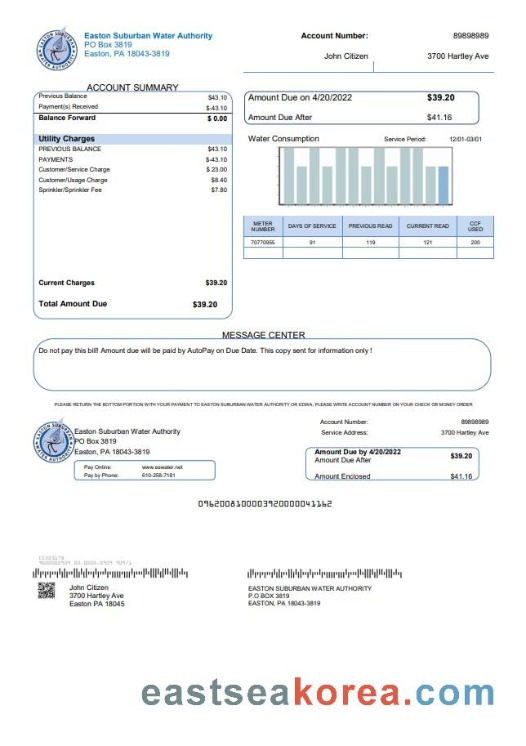 Easton Suburban Water Authority
PO Box 3819
Easton, PA 18043-3819
Account Number: 89898989
John Citizen 3700 Hartley Ave
ACCOUNT SUMMARY
Previous Balance $43.10
Payment(s) Received $-43.10
Balance Forward $ 0.00
Utility Charges
PREVIOUS BALANCE $43.10
PAYMENTS $-43.10
Customer/Service Charge $ 23.00
Customer/Usage Charge $8.40
Sprinkler/Sprinkler Fee $7.80
Current Charges $39.20
Total Amount Due $39.20
Amount Due on 4/20/2022 $39.20
Amount Due After $41.16
Water Consumption Service Period: 12/01-03/01
METER NUMBER DAYS OF SERVICE PREVIOUS READ CURRENT READ CCF USED
70770955 91 119 121 200
MESSAGE CENTER
Do not pay this bill! Amount due will be paid by AutoPay on Due Date. This copy sent for information only !
PLEASE RETURN THE BOTTOM PORTION WITH YOUR PAYMENT TO EASTON SUBURBAN WATER AUTHORITY OR EDWA, PLEASE WRITE ACCOUNT NUMBER ON YOUR CHECK OR MONEY ORDER
Easton Suburban Water Authority
PO Box 3819
Easton, PA 18043-3819
Pay Online: www.eswater.net
Pay by Phone: 610-258-7181
Account Number: 89898989
Service Address: 3700 Hartley Ave
Amount Due by 4/20/2022 $39.20
Amount Due After
Amount Enclosed $41.16
09620081000039200000041162
John Citizen
3700 Hartley Ave
Easton PA 18045
EASTON SUBURBAN WATER AUTHORITY
P.O BOX 3819
EASTON, PA 18043-3819
eastseakorea.com